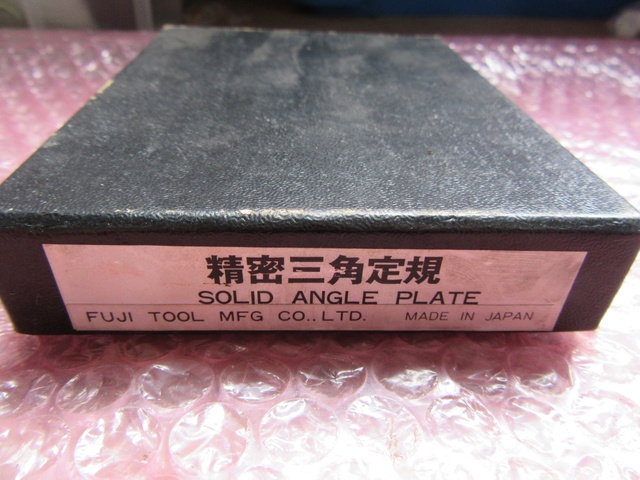 精密三角定規
SOLID ANGLE PLATE
FUJI TOOL MFG CO.,LTD. MADE IN JAPAN